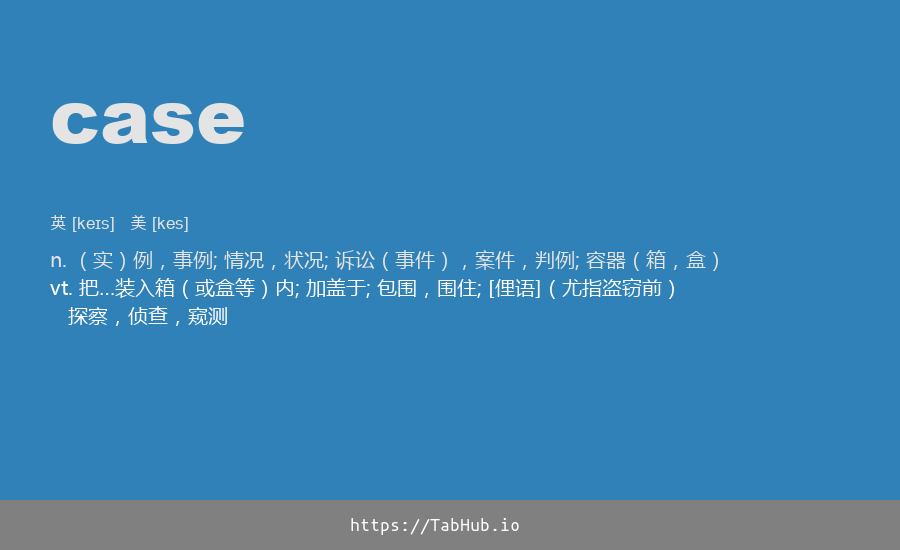 case
英 [keɪs] 美 [kes]
n. （实）例，事例; 情况，状况; 诉讼（事件），案件，判例; 容器（箱，盒）
vt. 把…装入箱（或盒等）内; 加盖于; 包围，围住; [俚语]（尤指盗窃前）
探察，侦查，窥测
https://TabHub.io